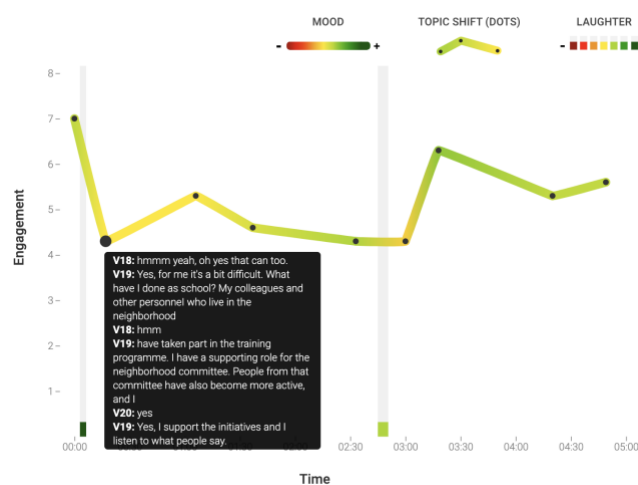 MOOD
TOPIC SHIFT (DOTS)
LAUGHTER
- +
-
8
7
6
5
4
3
2
1
Engagement
V18: hmmm yeah, oh yes that can too.
V19: Yes, for me it's a bit difficult. What
have I done as school? My colleagues and
other personnel who live in the
neighborhood
V18: hmm
V19: have taken part in the training
programme. I have a supporting role for the
neighborhood committee. People from that
committee have also become more active,
and I
V20: yes
V19: Yes, I support the initiatives and I
listen to what people say.
00:00 02:30 03:00 03:30 04:00 04:30 05:00
Time